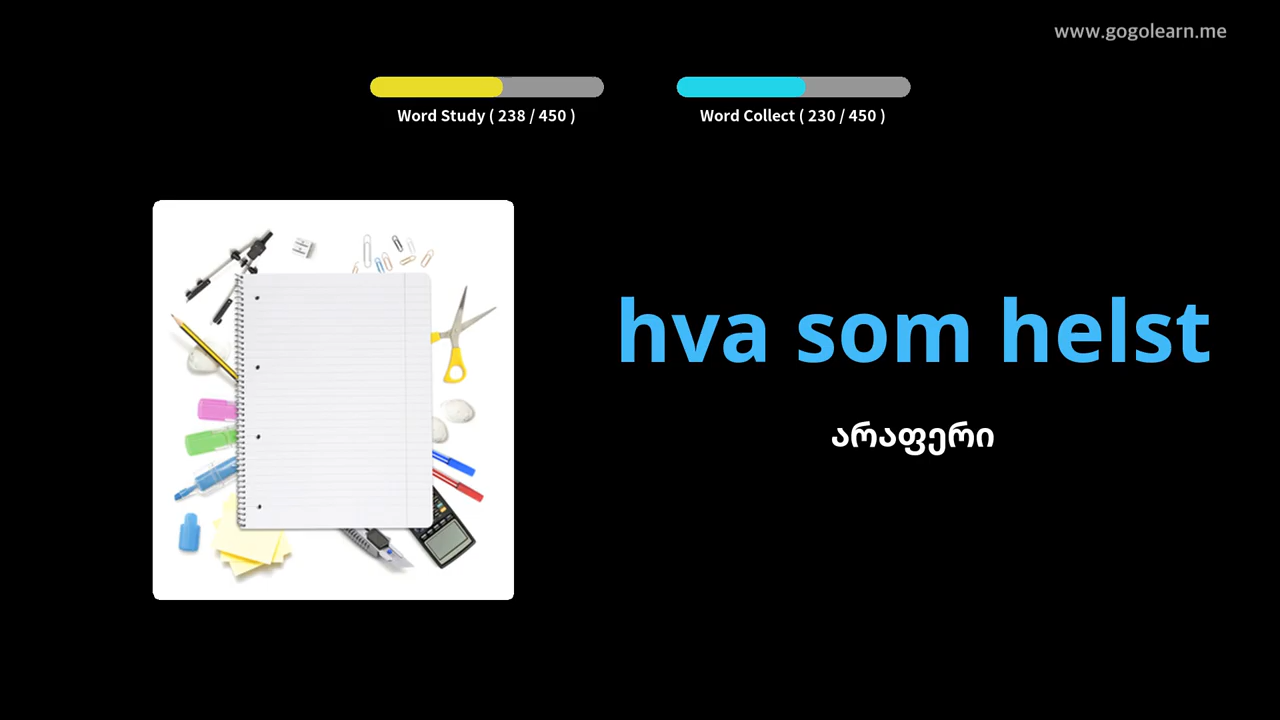 www.gogolearn.me
Word Study ( 238 / 450 )
Word Collect ( 230 / 450 )
hva som helst
არაფერი